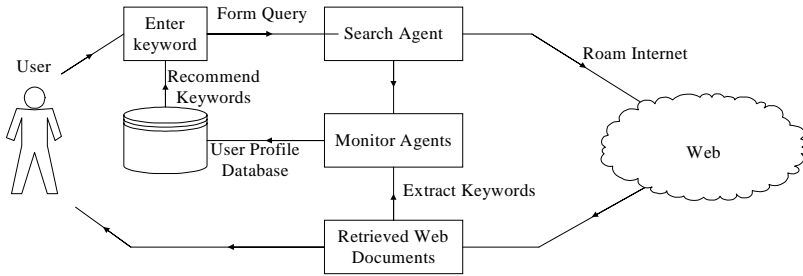 Enter
keyword
Form Query
Search Agent
Roam Internet
User
Recommend
Keywords
Monitor Agents
User Profile
Database
Web
Extract Keywords
Retrieved Web
Documents